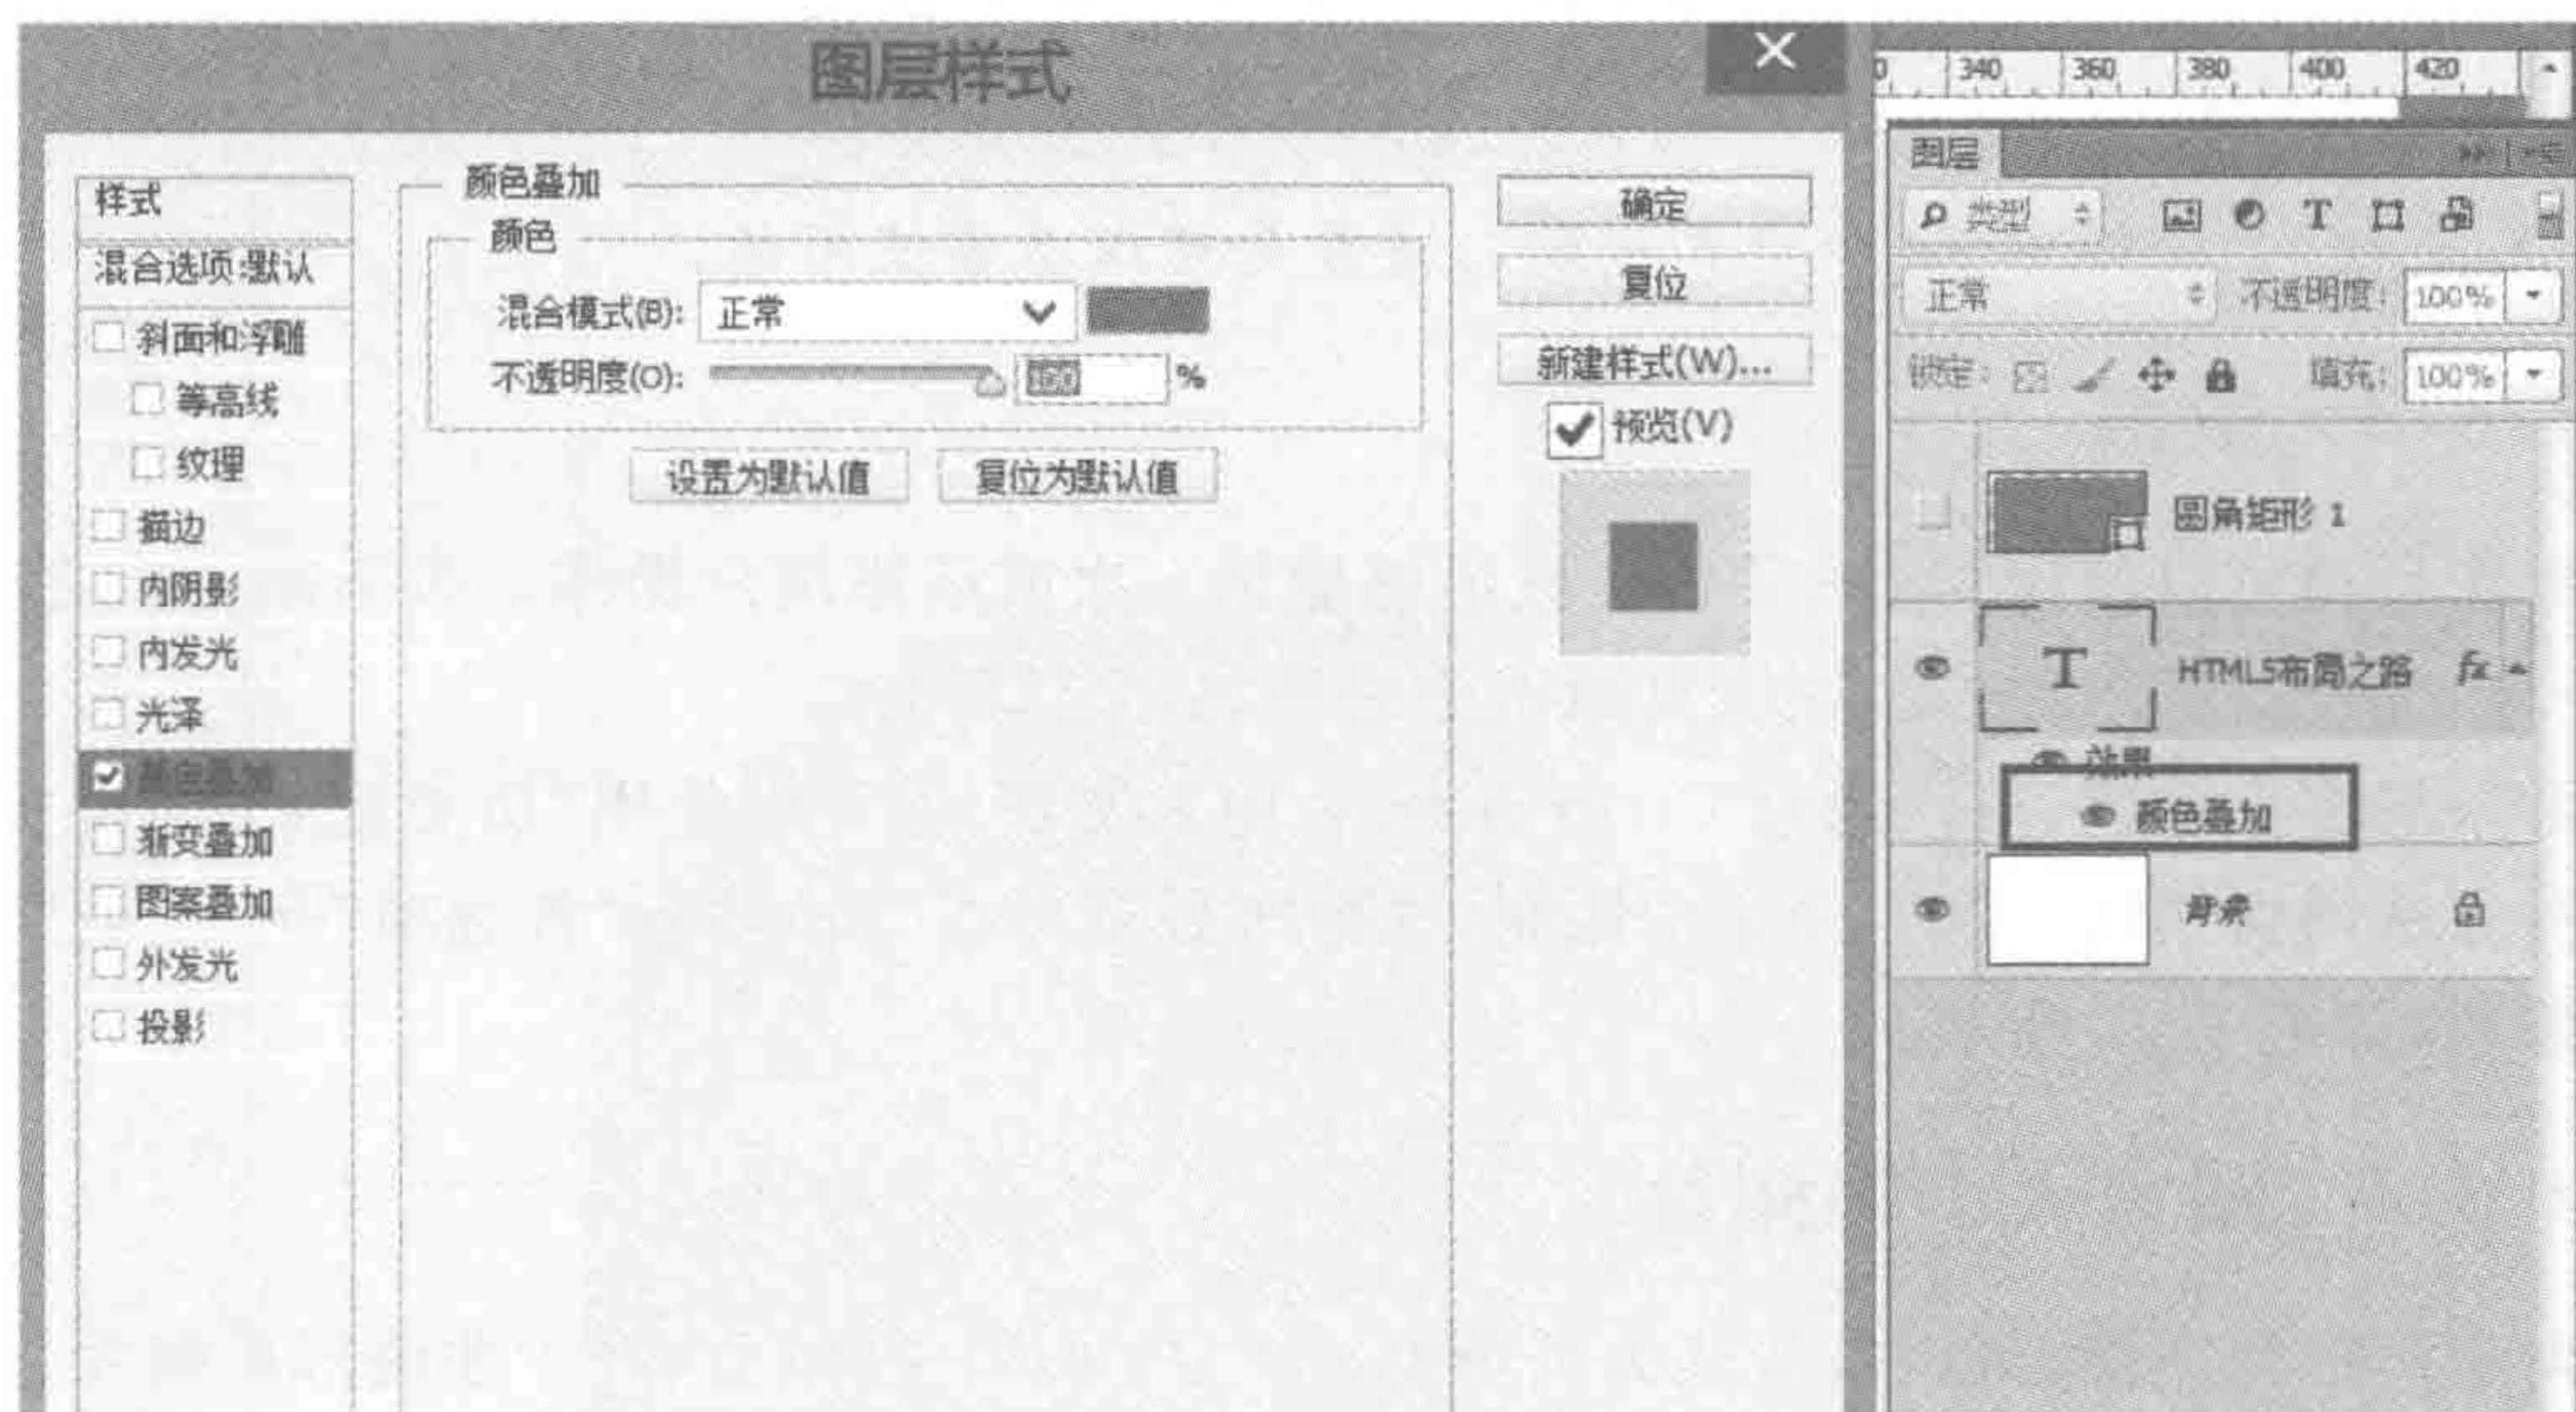 图层样式
样式
混合选项:默认
斜面和浮雕
等高线
纹理
描边
内阴影
内发光
光泽
颜色叠加
渐变叠加
图案叠加
外发光
投影
颜色叠加
颜色
混合模式(B): 正常
不透明度(O): 100 %
设置为默认值 复位为默认值
确定
复位
新建样式(W)...
预览(V)
340 360 380 400 420
图层
类型
正常 不透明度: 100%
锁定: 填充: 100%
圆角矩形 1
T HTML5布局之路 fx
效果
颜色叠加
背景